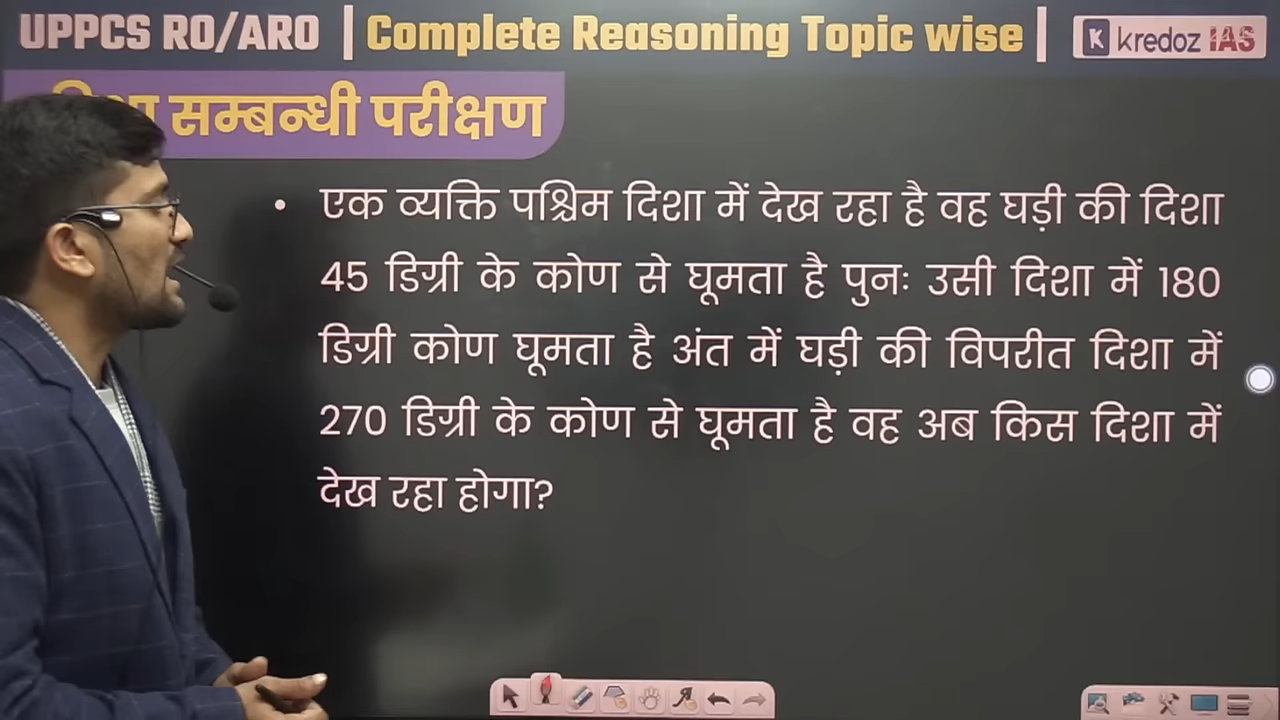 UPPCS RO/ARO | Complete Reasoning Topic wise | K kredoz IAS
सम्बन्धी परीक्षण
• एक व्यक्ति पश्चिम दिशा में देख रहा है वह घड़ी की दिशा
45 डिग्री के कोण से घूमता है पुनः उसी दिशा में 180
डिग्री कोण घूमता है अंत में घड़ी की विपरीत दिशा में
270 डिग्री के कोण से घूमता है वह अब किस दिशा में
देख रहा होगा?